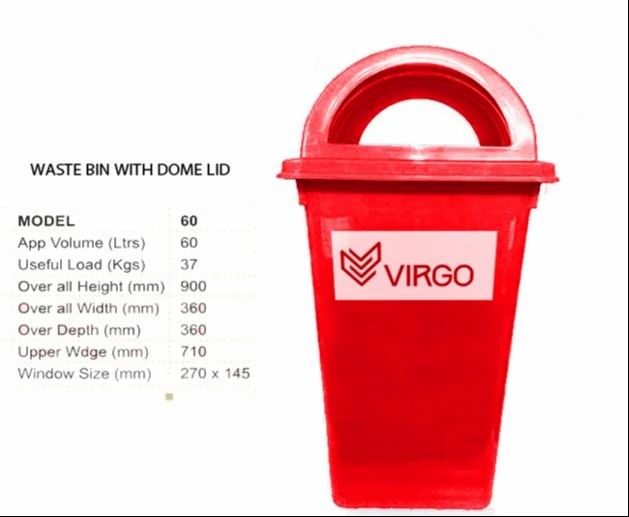 WASTE BIN WITH DOME LID
MODEL 60
App Volume (Ltrs) 60
Useful Load (Kgs) 37
Over all Height (mm) 900
Over all Width (mm) 360
Over Depth (mm) 360
Upper Wdge (mm) 710
Window Size (mm) 270 x 145
VIRGO